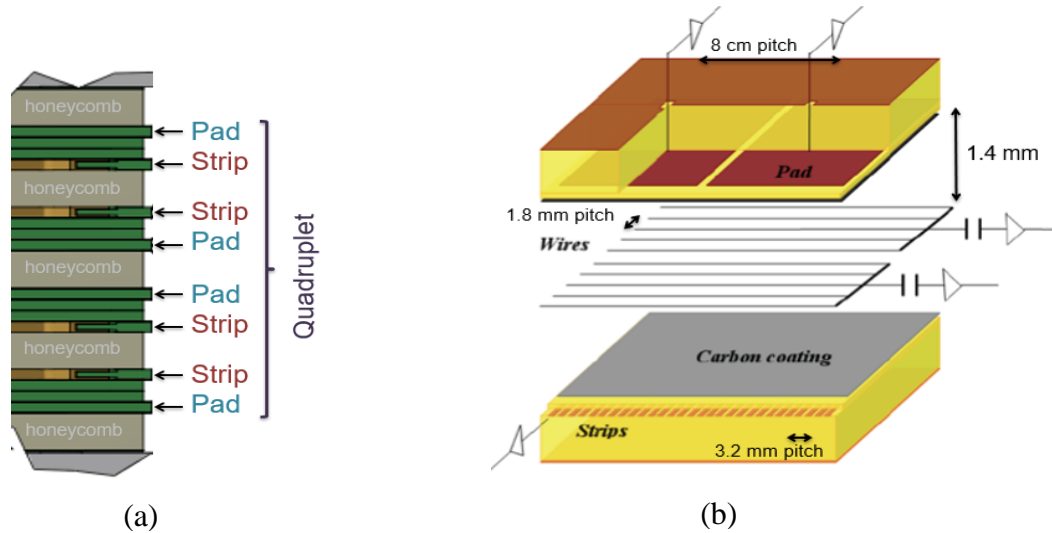 honeycomb
Pad
Strip
honeycomb
Strip
Pad
honeycomb
Pad
Strip
honeycomb
Strip
Pad
honeycomb
Quadruplet
(a)
8 cm pitch
1.4 mm
Pad
1.8 mm pitch
Wires
Carbon coating
Strips
3.2 mm pitch
(b)